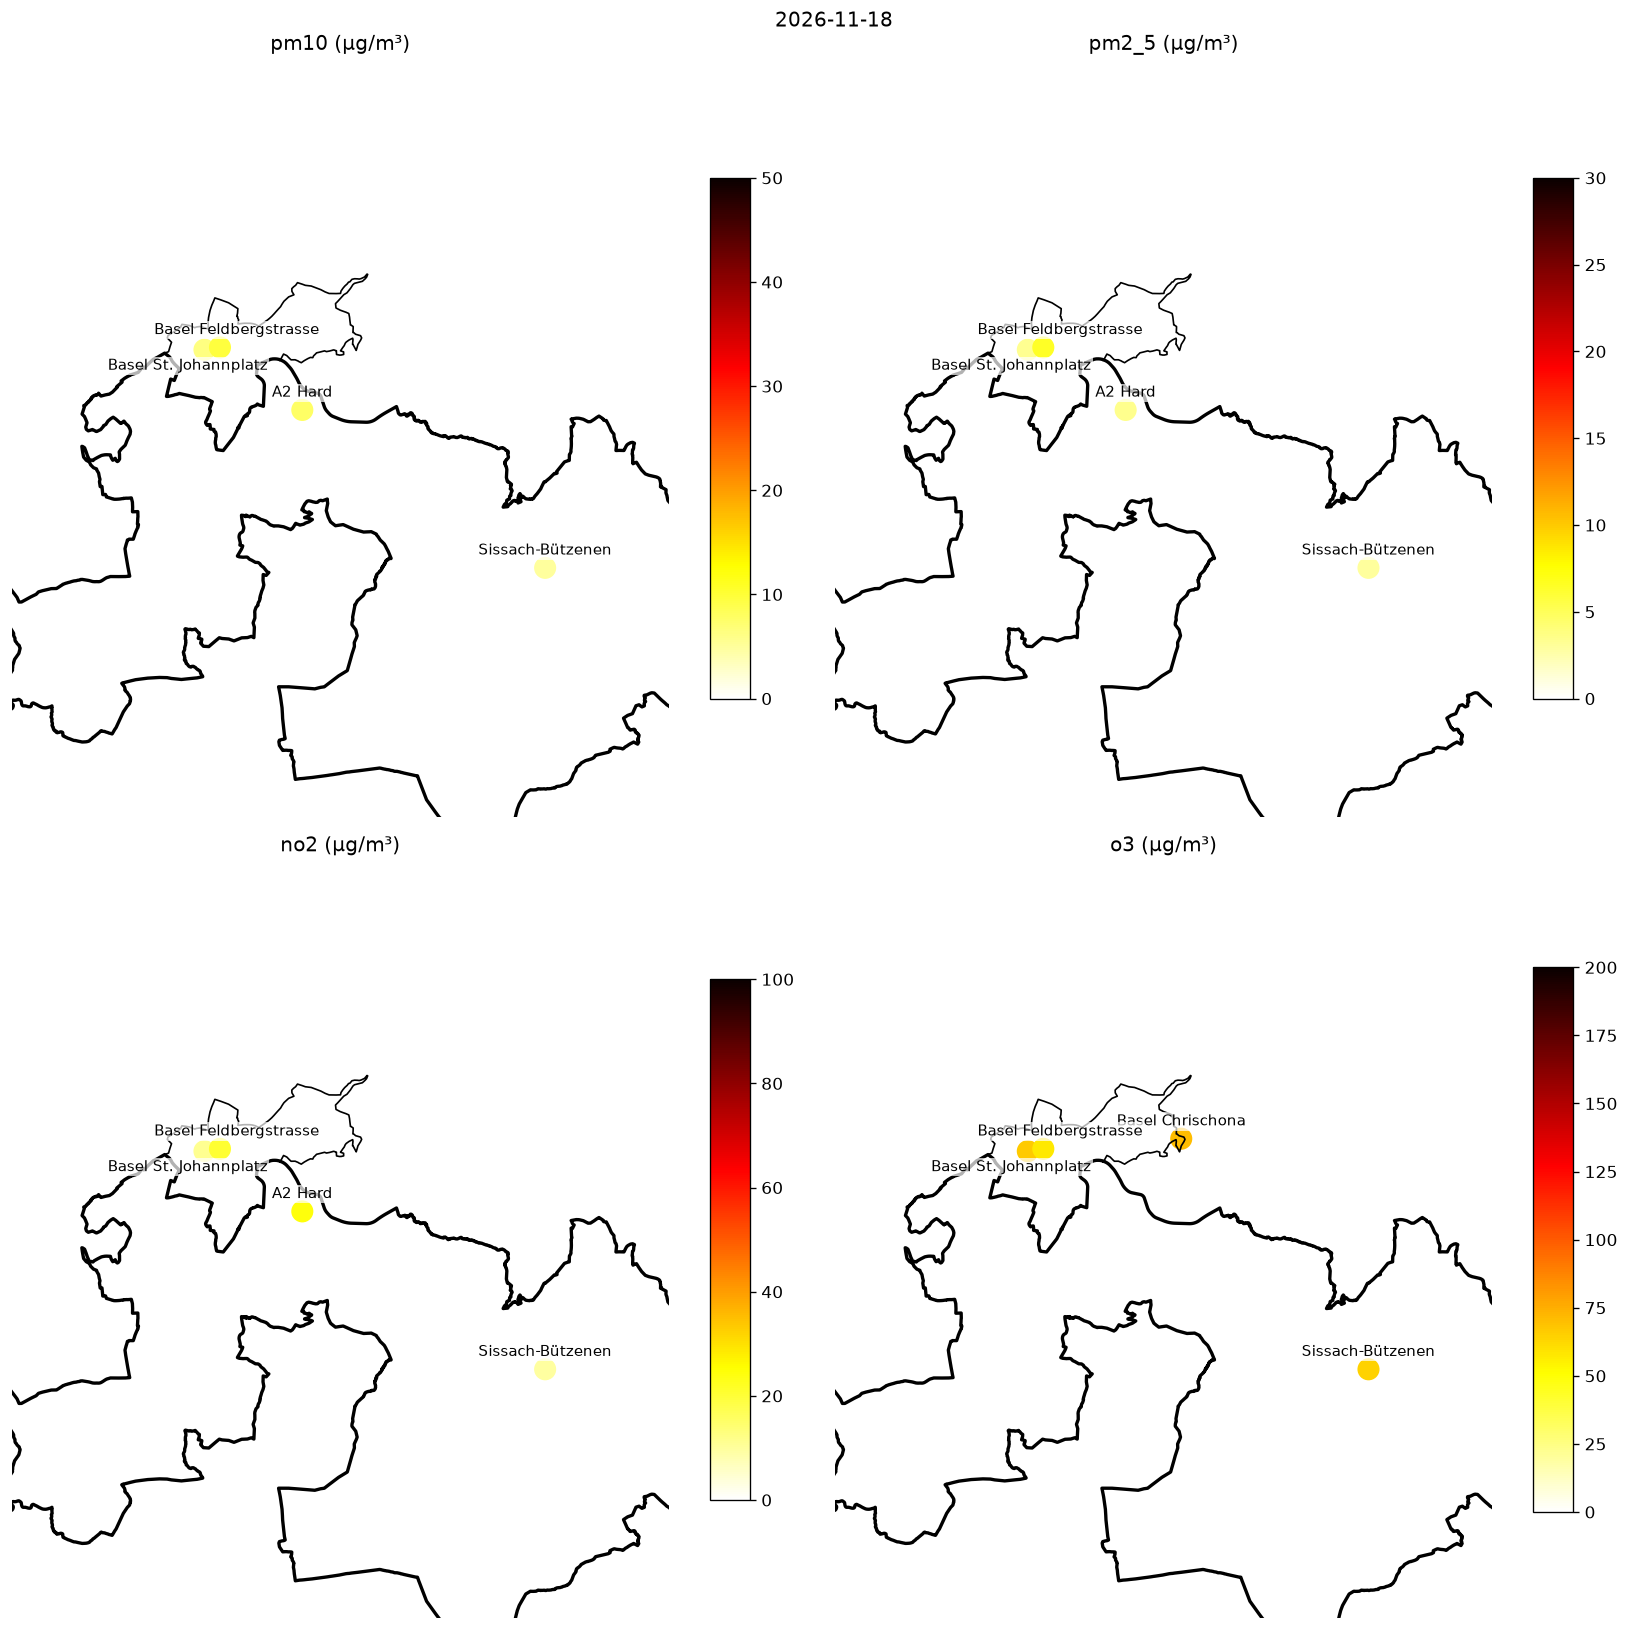 2026-11-18
pm10 (µg/m³)
pm2_5 (µg/m³)
50
40
30
20
10
0
Basel Feldbergstrasse
Basel St. Johannplatz
A2 Hard
Sissach-Bützenen
30
25
20
15
10
5
0
Basel Feldbergstrasse
Basel St. Johannplatz
A2 Hard
Sissach-Bützenen
no2 (µg/m³)
o3 (µg/m³)
100
80
60
40
20
0
Basel Feldbergstrasse
Basel St. Johannplatz
A2 Hard
Sissach-Bützenen
200
175
150
125
100
75
50
25
0
Basel Chrischona
Basel Feldbergstrasse
Basel St. Johannplatz
Sissach-Bützenen